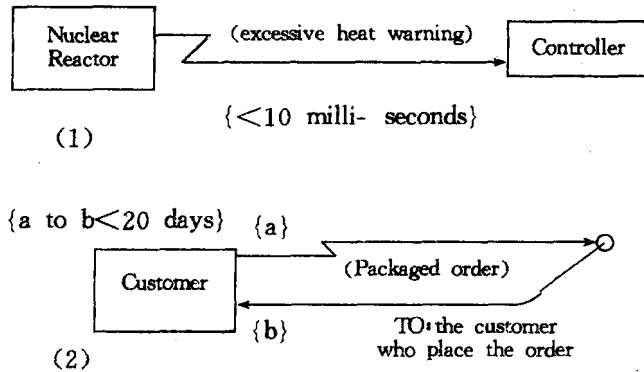 Nuclear
Reactor
(excessive heat warning)
Controller
{<10 milli- seconds}
(1)
{a to b<20 days}
{a}
Customer
(Packaged order)
{b}
TO: the customer
who place the order
(2)